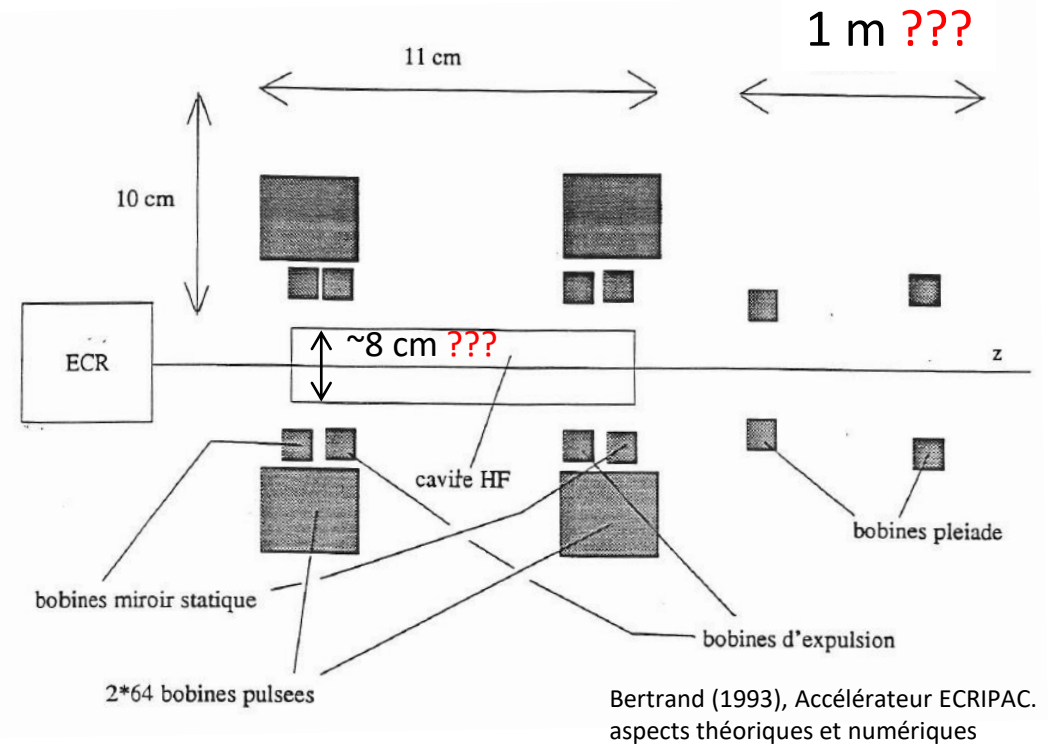 1 m ???
11 cm
10 cm
~8 cm ???
ECR
z
cavite HF
bobines pleiade
bobines miroir statique
bobines d'expulsion
2*64 bobines pulsees
Bertrand (1993), Accélérateur ECRIPAC.
aspects théoriques et numériques